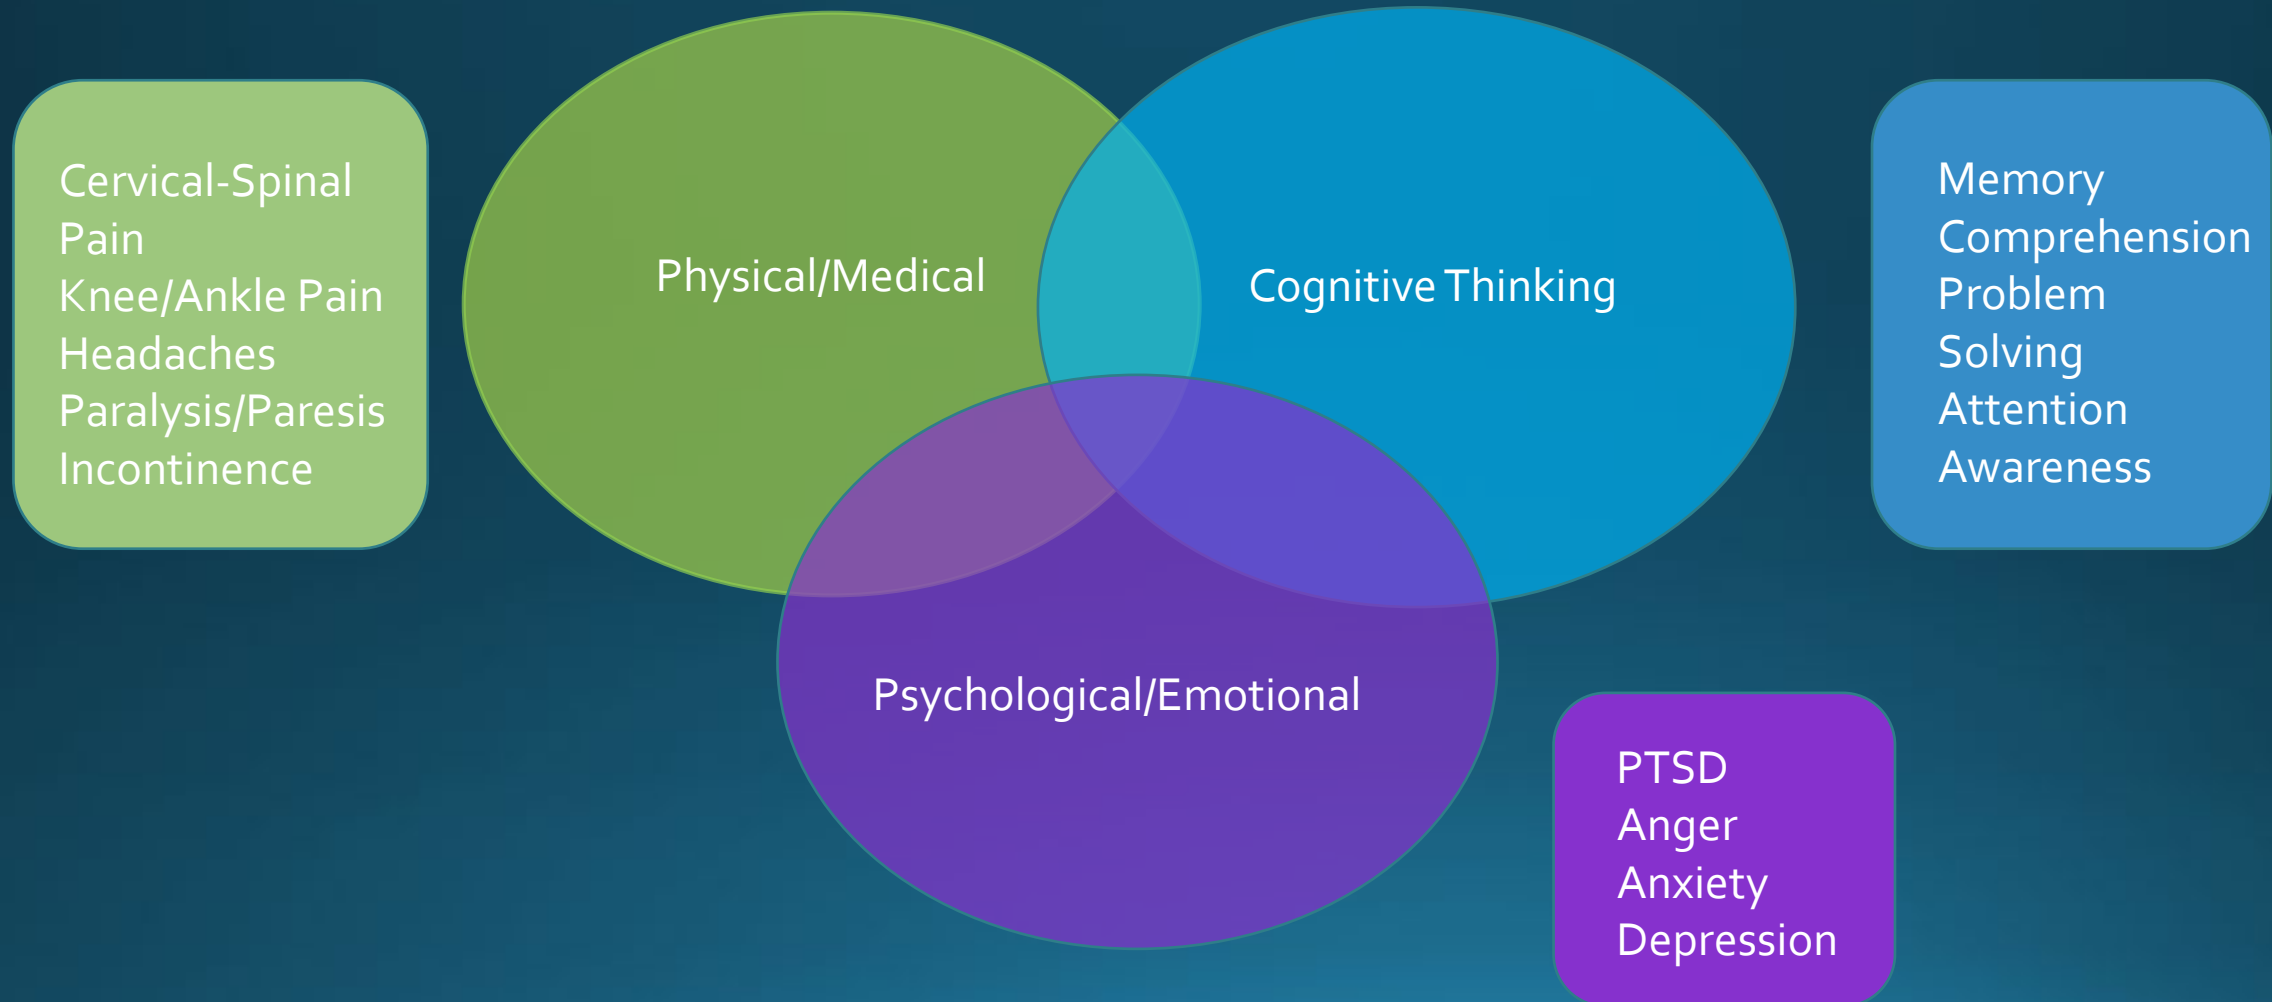 Cervical-Spinal
Pain
Knee/Ankle Pain
Headaches
Paralysis/Paresis
Incontinence
Physical/Medical
Cognitive Thinking
Memory
Comprehension
Problem
Solving
Attention
Awareness
Psychological/Emotional
PTSD
Anger
Anxiety
Depression